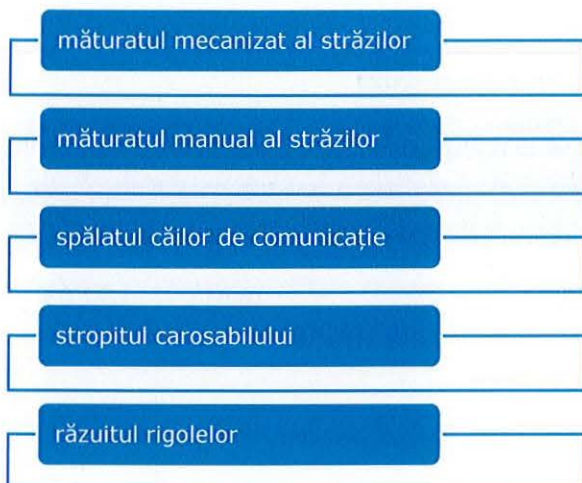 măturatul mecanizat al străzilor
măturatul manual al străzilor
spălatul căilor de comunicație
stropitul carosabilului
răzuitul rigolelor